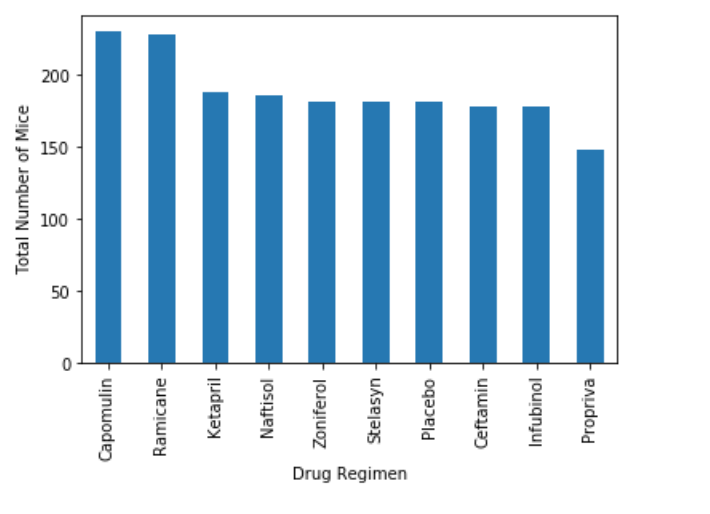 Total Number of Mice
200
150
100
50
0
Capomulin
Ramicane
Ketapril
Naftisol
Zoniferol
Stelasyn
Placebo
Ceftamin
Infubinol
Propriva
Drug Regimen